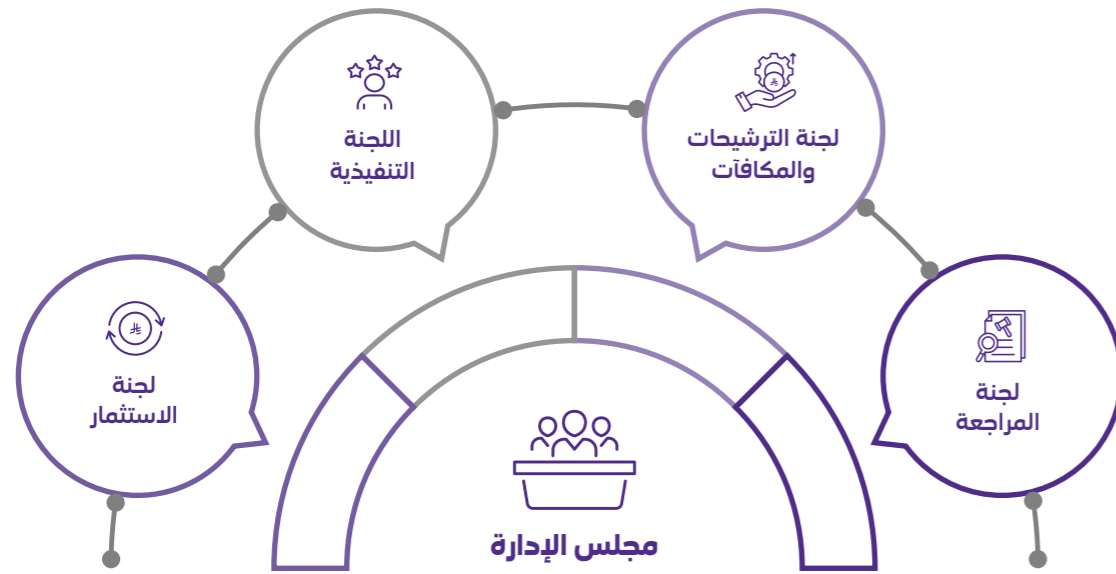 لجنة الترشيحات
والمكافآت
اللجنة
التنفيذية
لجنة
المراجعة
لجنة
الاستثمار
مجلس الإدارة